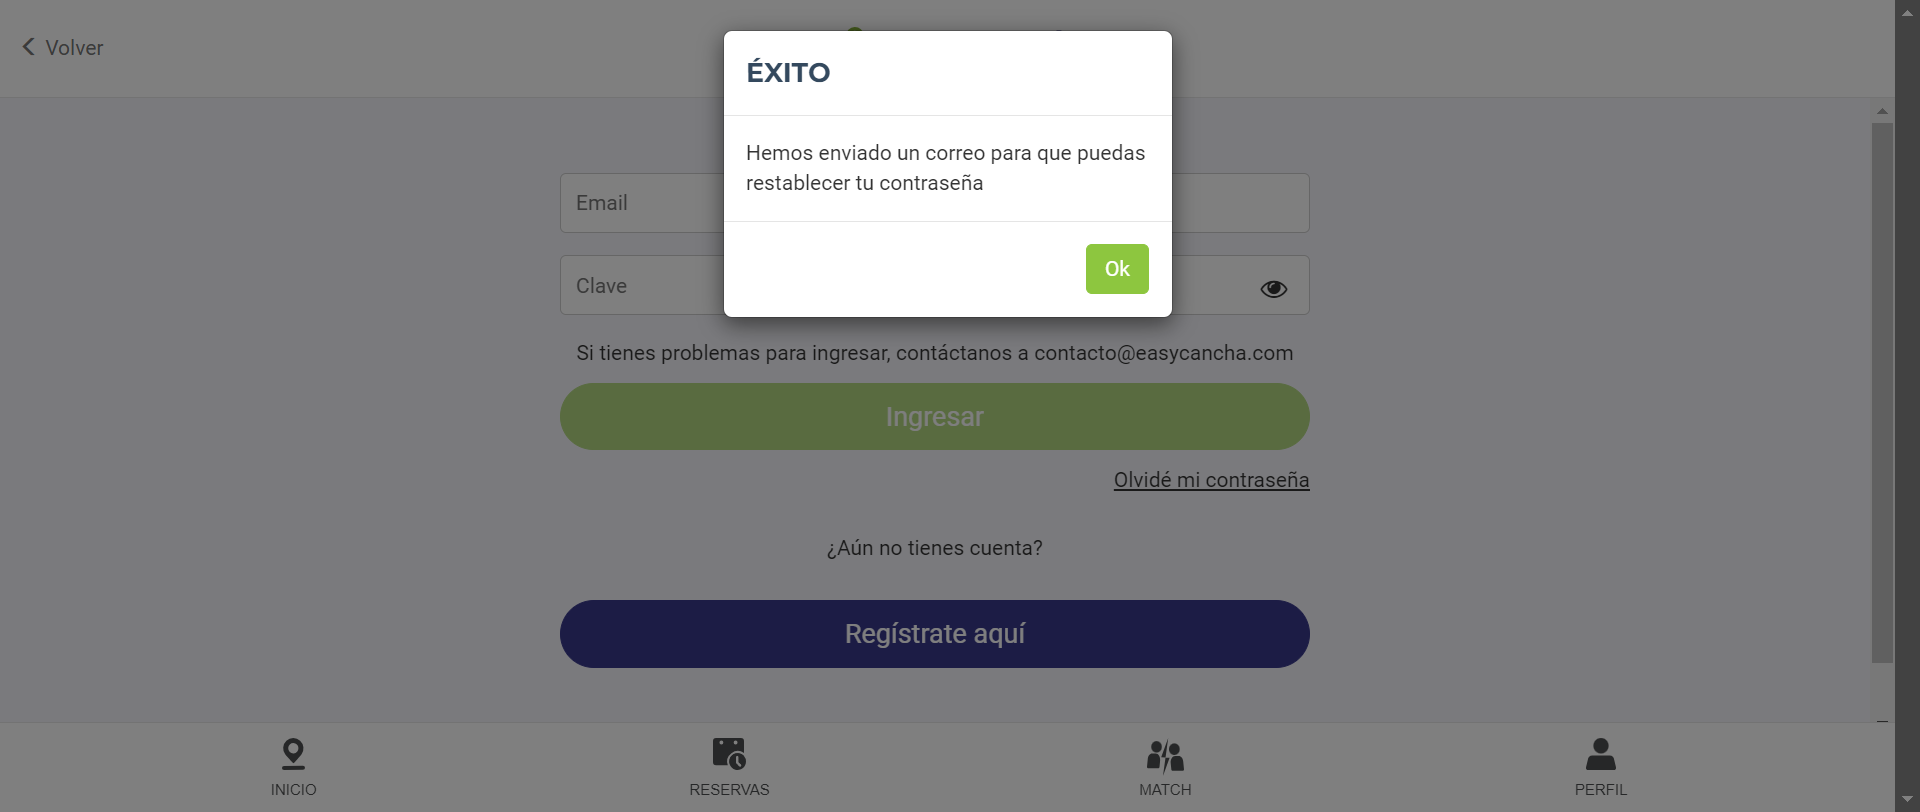 Volver
ÉXITO
Hemos enviado un correo para que puedas
restablecer tu contraseña
Ok
Email
Clave
Si tienes problemas para ingresar, contáctanos a contacto@easycancha.com
Ingresar
Olvidé mi contraseña
¿Aún no tienes cuenta?
Regístrate aquí
INICIO
RESERVAS
MATCH
PERFIL